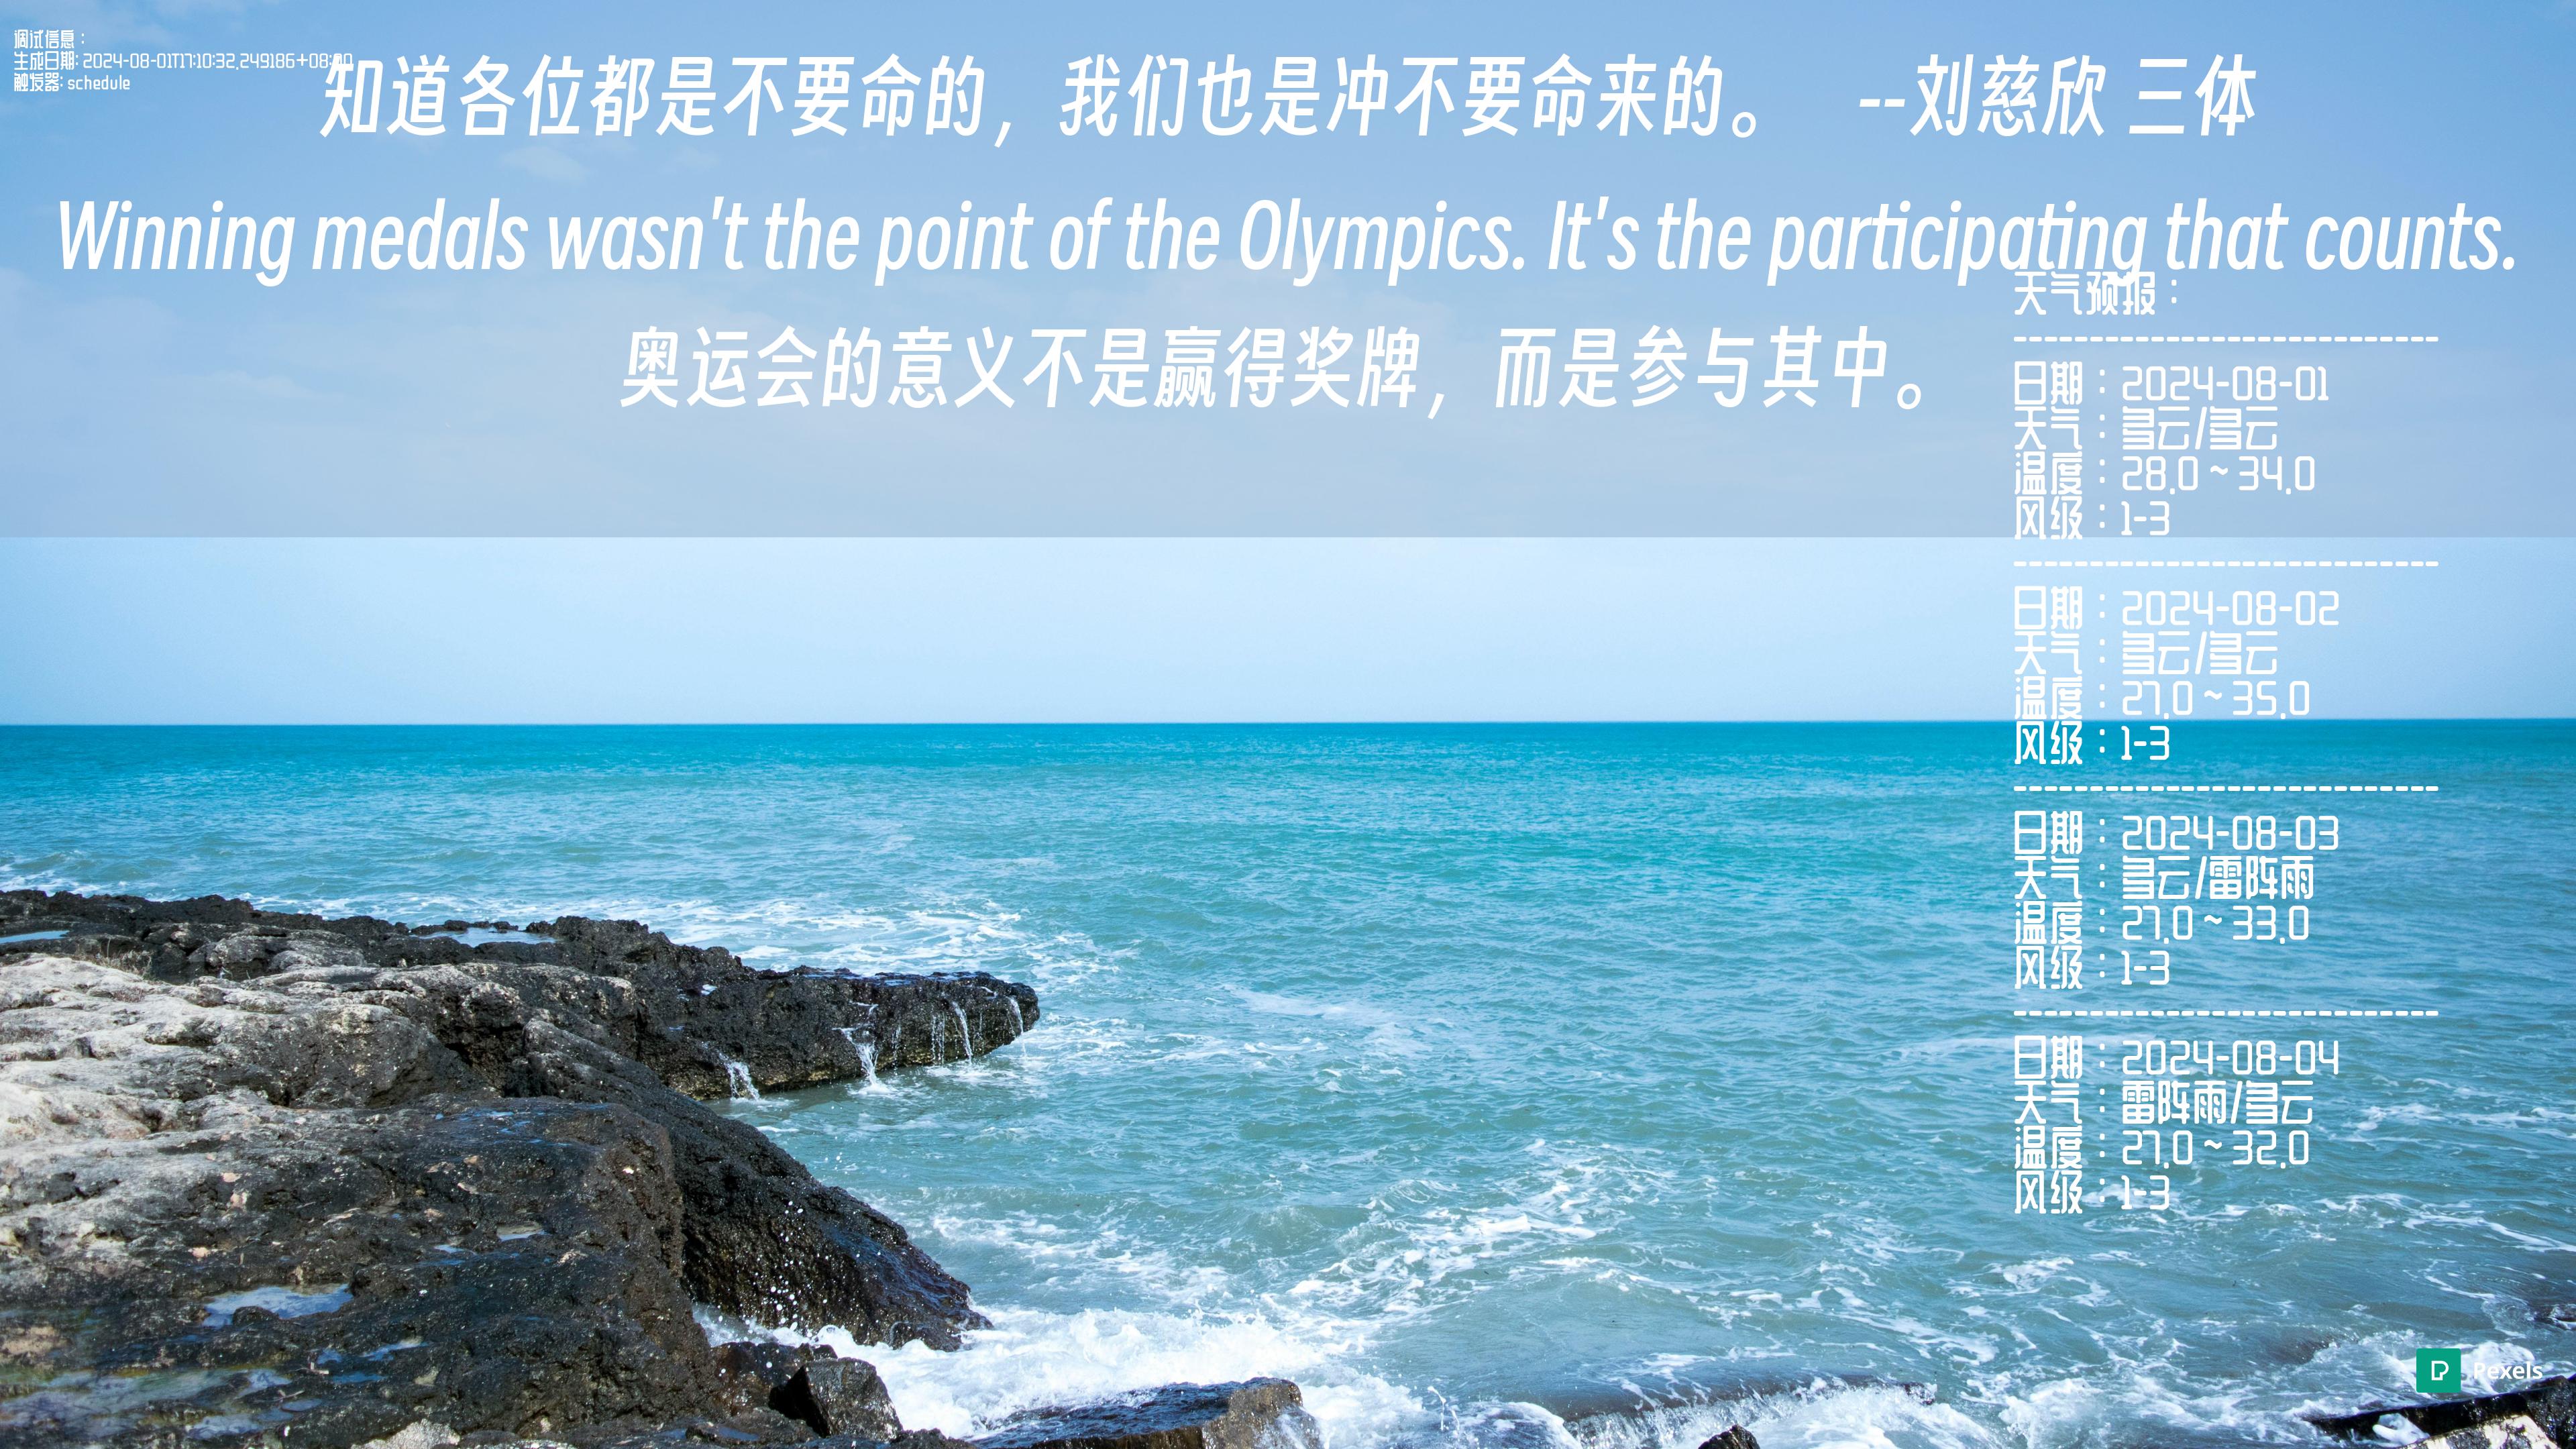 调试信息：
生成日期: 2024-08-01T17:10:32.249186+08:00
触发器: schedule
知道各位都是不要命的，我们也是冲不要命来的。 --刘慈欣 三体
Winning medals wasn't the point of the Olympics. It's the participating that counts.
奥运会的意义不是赢得奖牌，而是参与其中。
天气预报：
----------------------------
日期：2024-08-01
天气：多云/多云
温度：28.0 ~ 34.0
风级：1-3
----------------------------
日期：2024-08-02
天气：多云/多云
温度：27.0 ~ 35.0
风级：1-3
----------------------------
日期：2024-08-03
天气：多云/雷阵雨
温度：27.0 ~ 33.0
风级：1-3
----------------------------
日期：2024-08-04
天气：雷阵雨/多云
温度：27.0 ~ 32.0
风级：1-3
Pexels